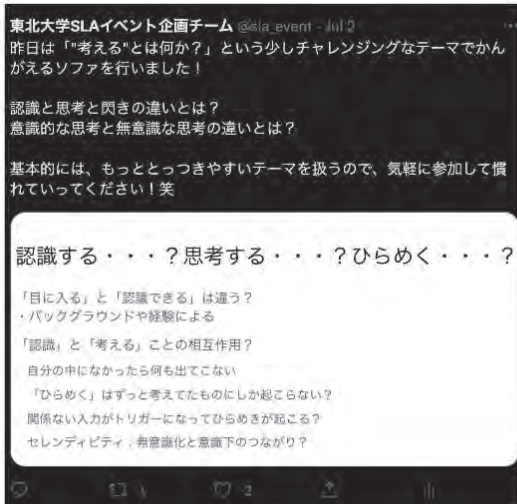 東北大学SLAイベント企画チーム @sla_event · Jul 2
昨日は「"考える"とは何か？」という少しチャレンジングなテーマでかん
がえるソファを行いました！
認識と思考と閃きの違いとは？
意識的な思考と無意識な思考の違いとは？
基本的には、もっととっつきやすいテーマを扱うので、気軽に参加して慣
れていってください！笑
認識する・・・？思考する・・・？ひらめく・・・？
「目に入る」と「認識できる」は違う？
・バックグラウンドや経験による
「認識」と「考える」ことの相互作用？
自分の中になかったら何も出てこない
「ひらめく」はずっと考えてたものにしか起こらない？
関係ない入力がトリガーになってひらめきが起こる？
セレンディピティ：無意識化と意識下のつながり？